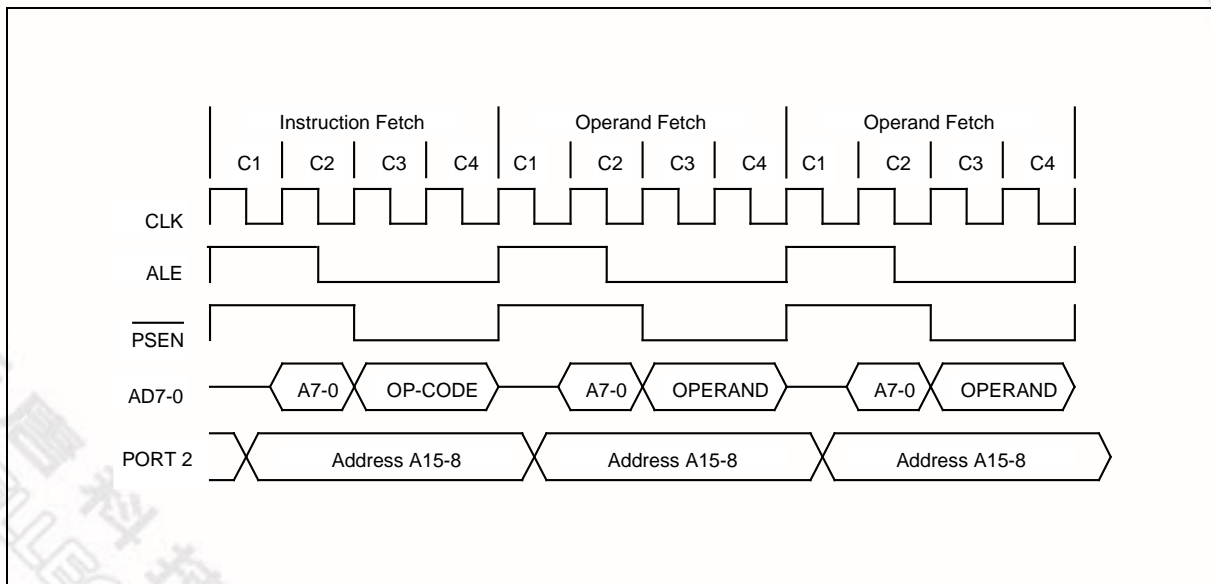 Instruction Fetch Operand Fetch Operand Fetch
C1 C2 C3 C4 C1 C2 C3 C4 C1 C2 C3 C4
CLK
ALE
PSEN
AD7-0 A7-0 OP-CODE A7-0 OPERAND A7-0 OPERAND
PORT 2 Address A15-8 Address A15-8 Address A15-8
科